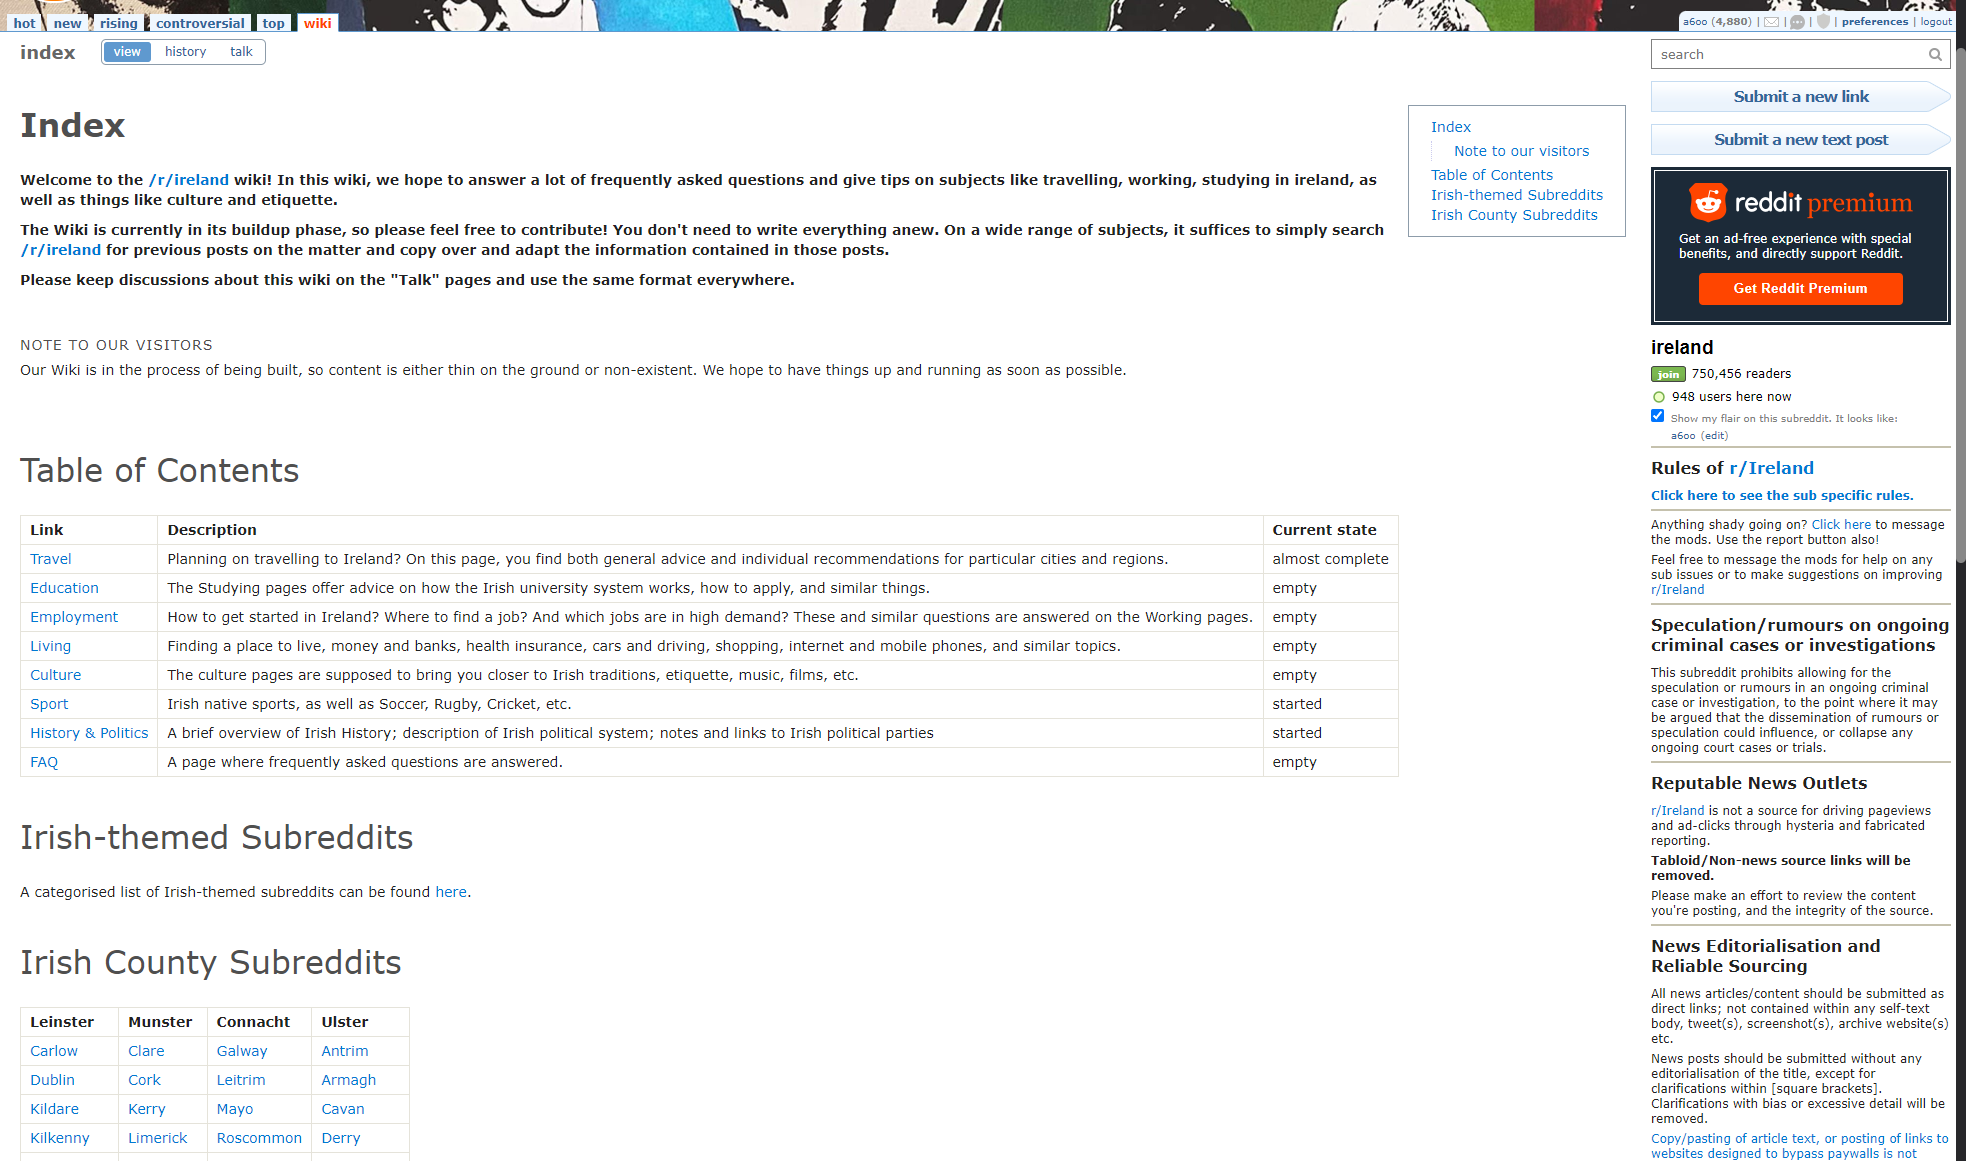 hot new rising controversial top wiki
a6oo (4,880) | | | | preferences | logout
index view history talk
search
Submit a new link
Submit a new text post
Index
Welcome to the /r/ireland wiki! In this wiki, we hope to answer a lot of frequently asked questions and give tips on subjects like travelling, working, studying in ireland, as
well as things like culture and etiquette.
The Wiki is currently in its buildup phase, so please feel free to contribute! You don't need to write everything anew. On a wide range of subjects, it suffices to simply search
/r/ireland for previous posts on the matter and copy over and adapt the information contained in those posts.
Please keep discussions about this wiki on the "Talk" pages and use the same format everywhere.
NOTE TO OUR VISITORS
Our Wiki is in the process of being built, so content is either thin on the ground or non-existent. We hope to have things up and running as soon as possible.
Index
Note to our visitors
Table of Contents
Irish-themed Subreddits
Irish County Subreddits
Table of Contents
Link Description Current state
Travel Planning on travelling to Ireland? On this page, you find both general advice and individual recommendations for particular cities and regions. almost complete
Education The Studying pages offer advice on how the Irish university system works, how to apply, and similar things. empty
Employment How to get started in Ireland? Where to find a job? And which jobs are in high demand? These and similar questions are answered on the Working pages. empty
Living Finding a place to live, money and banks, health insurance, cars and driving, shopping, internet and mobile phones, and similar topics. empty
Culture The culture pages are supposed to bring you closer to Irish traditions, etiquette, music, films, etc. empty
Sport Irish native sports, as well as Soccer, Rugby, Cricket, etc. started
History & Politics A brief overview of Irish History; description of Irish political system; notes and links to Irish political parties started
FAQ A page where frequently asked questions are answered. empty
Irish-themed Subreddits
A categorised list of Irish-themed subreddits can be found here.
Irish County Subreddits
Leinster Munster Connacht Ulster
Carlow Clare Galway Antrim
Dublin Cork Leitrim Armagh
Kildare Kerry Mayo Cavan
Kilkenny Limerick Roscommon Derry
reddit premium
Get an ad-free experience with special
benefits, and directly support Reddit.
Get Reddit Premium
ireland
join 750,456 readers
948 users here now
Show my flair on this subreddit. It looks like:
a6oo (edit)
Rules of r/Ireland
Click here to see the sub specific rules.
Anything shady going on? Click here to message
the mods. Use the report button also!
Feel free to message the mods for help on any
sub issues or to make suggestions on improving
r/Ireland
Speculation/rumours on ongoing
criminal cases or investigations
This subreddit prohibits allowing for the
speculation or rumours in an ongoing criminal
case or investigation, to the point where it may
be argued that the dissemination of rumours or
speculation could influence, or collapse any
ongoing court cases or trials.
Reputable News Outlets
r/Ireland is not a source for driving pageviews
and ad-clicks through hysteria and fabricated
reporting.
Tabloid/Non-news source links will be
removed.
Please make an effort to review the content
you're posting, and the integrity of the source.
News Editorialisation and
Reliable Sourcing
All news articles/content should be submitted as
direct links; not contained within any self-text
body, tweet(s), screenshot(s), archive website(s)
etc.
News posts should be submitted without any
editorialisation of the title, except for
clarifications within [square brackets].
Clarifications with bias or excessive detail will be
removed.
Copy/pasting of article text, or posting of links to
websites designed to bypass paywalls is not